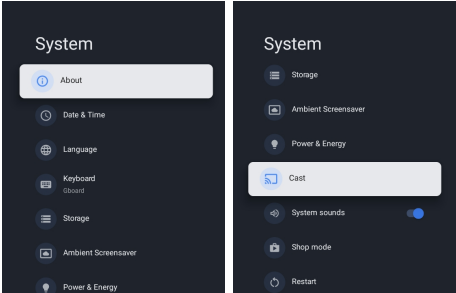 System
About
Date & Time
Language
Keyboard
Gboard
Storage
Ambient Screensaver
Power & Energy
System
Storage
Ambient Screensaver
Power & Energy
Cast
System sounds
Shop mode
Restart